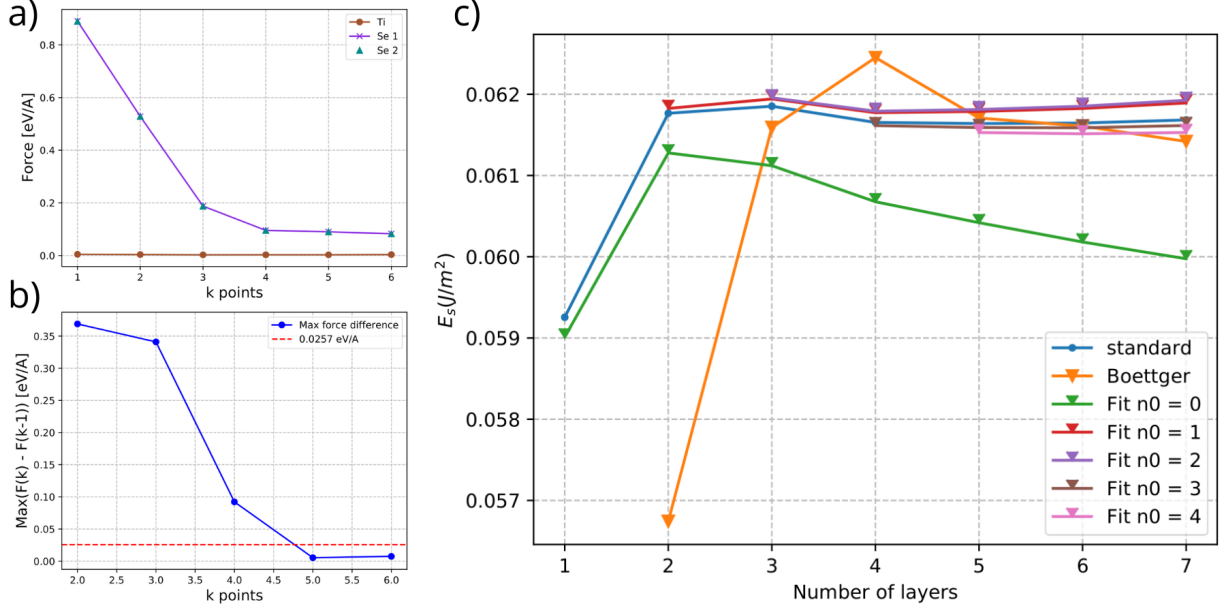 a)
Force [eV/A]
0.8
0.6
0.4
0.2
0.0
Ti
Se 1
Se 2
1 2 3 4 5 6
k points
b)
Max(F(k) - F(k-1)) [eV/A]
0.35
0.30
0.25
0.20
0.15
0.10
0.05
0.00
Max force difference
0.0257 eV/A
2.0 2.5 3.0 3.5 4.0 4.5 5.0 5.5 6.0
k points
c)
E_s(J/m^2)
0.062
0.061
0.060
0.059
0.058
0.057
standard
Boettger
Fit n0 = 0
Fit n0 = 1
Fit n0 = 2
Fit n0 = 3
Fit n0 = 4
1 2 3 4 5 6 7
Number of layers